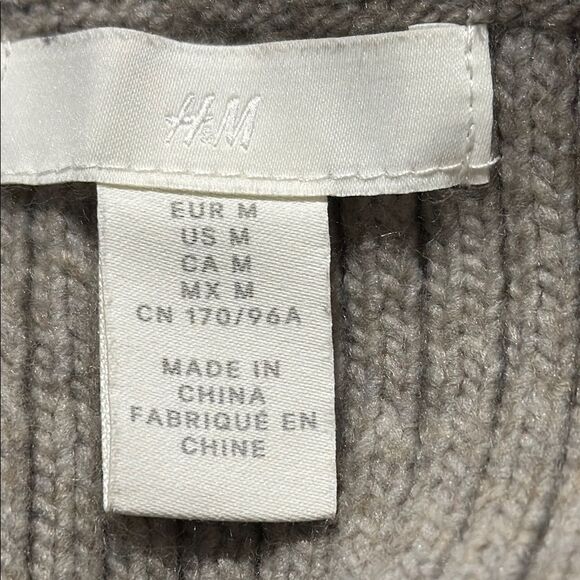 H&M
EUR M
US M
CA M
MX M
CN 170/96A
MADE IN
CHINA
FABRIQUÉ EN
CHINE